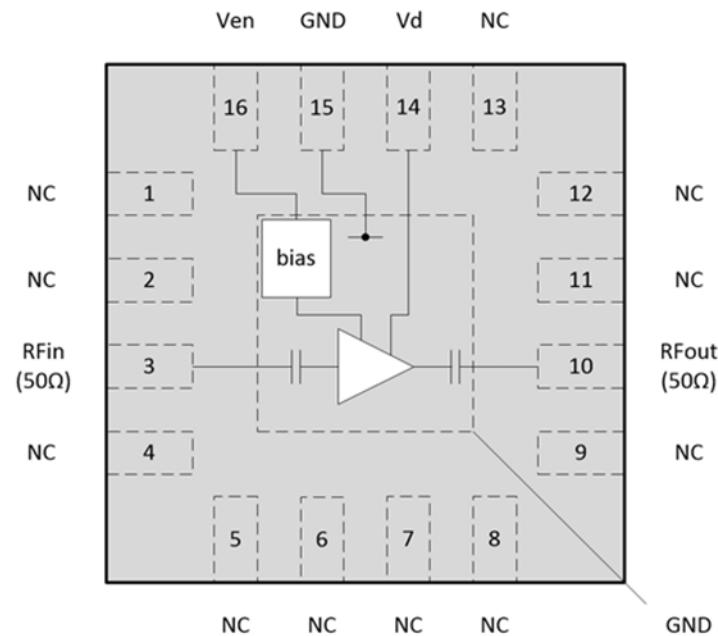 Ven GND Vd NC
16 15 14 13
NC 1 12 NC
bias
NC 2 11 NC
RFin 3 10 RFout
(50Ω) (50Ω)
NC 4 9 NC
5 6 7 8
NC NC NC NC GND